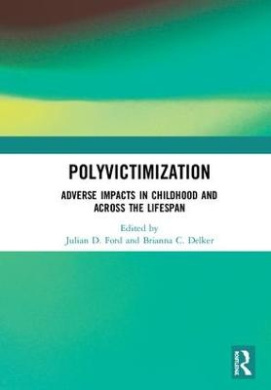 POLYVICTIMIZATION
ADVERSE IMPACTS IN CHILDHOOD AND
ACROSS THE LIFESPAN
Edited by
Julian D. Ford and Brianna C. Delker
ROUTLEDGE